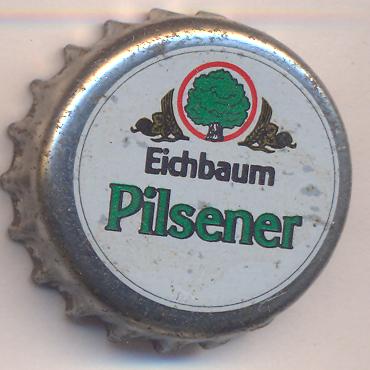 Eichbaum
Pilsener